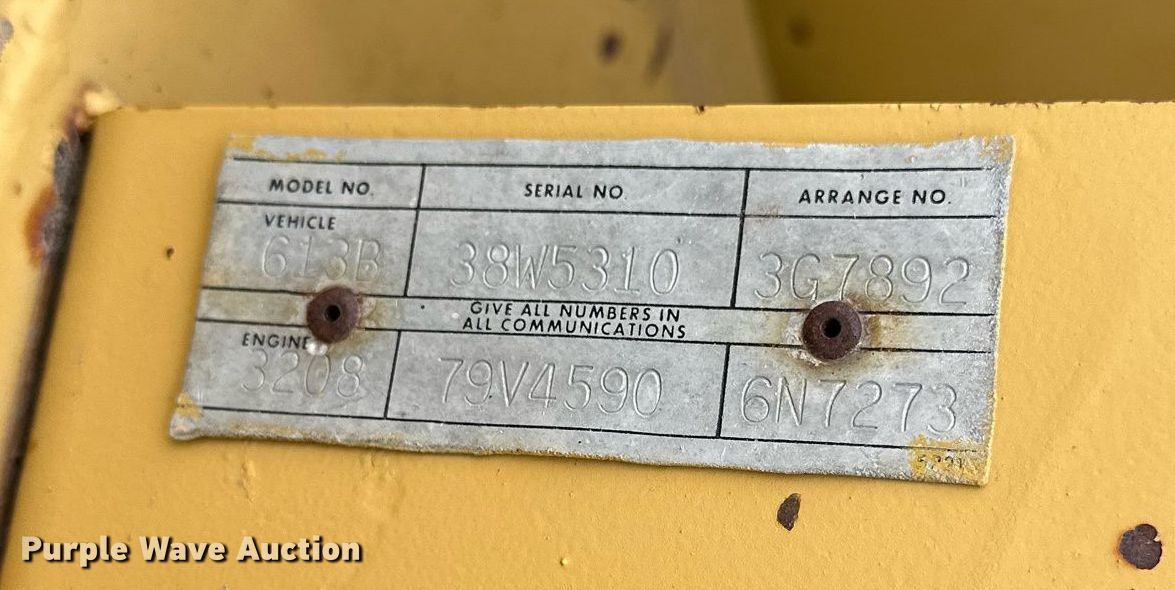 MODEL NO. SERIAL NO. ARRANGE NO.
VEHICLE
613B 38W5310 3G7892
GIVE ALL NUMBERS IN
ALL COMMUNICATIONS
ENGINE
3208 79V4590 6N7273
Purple Wave Auction